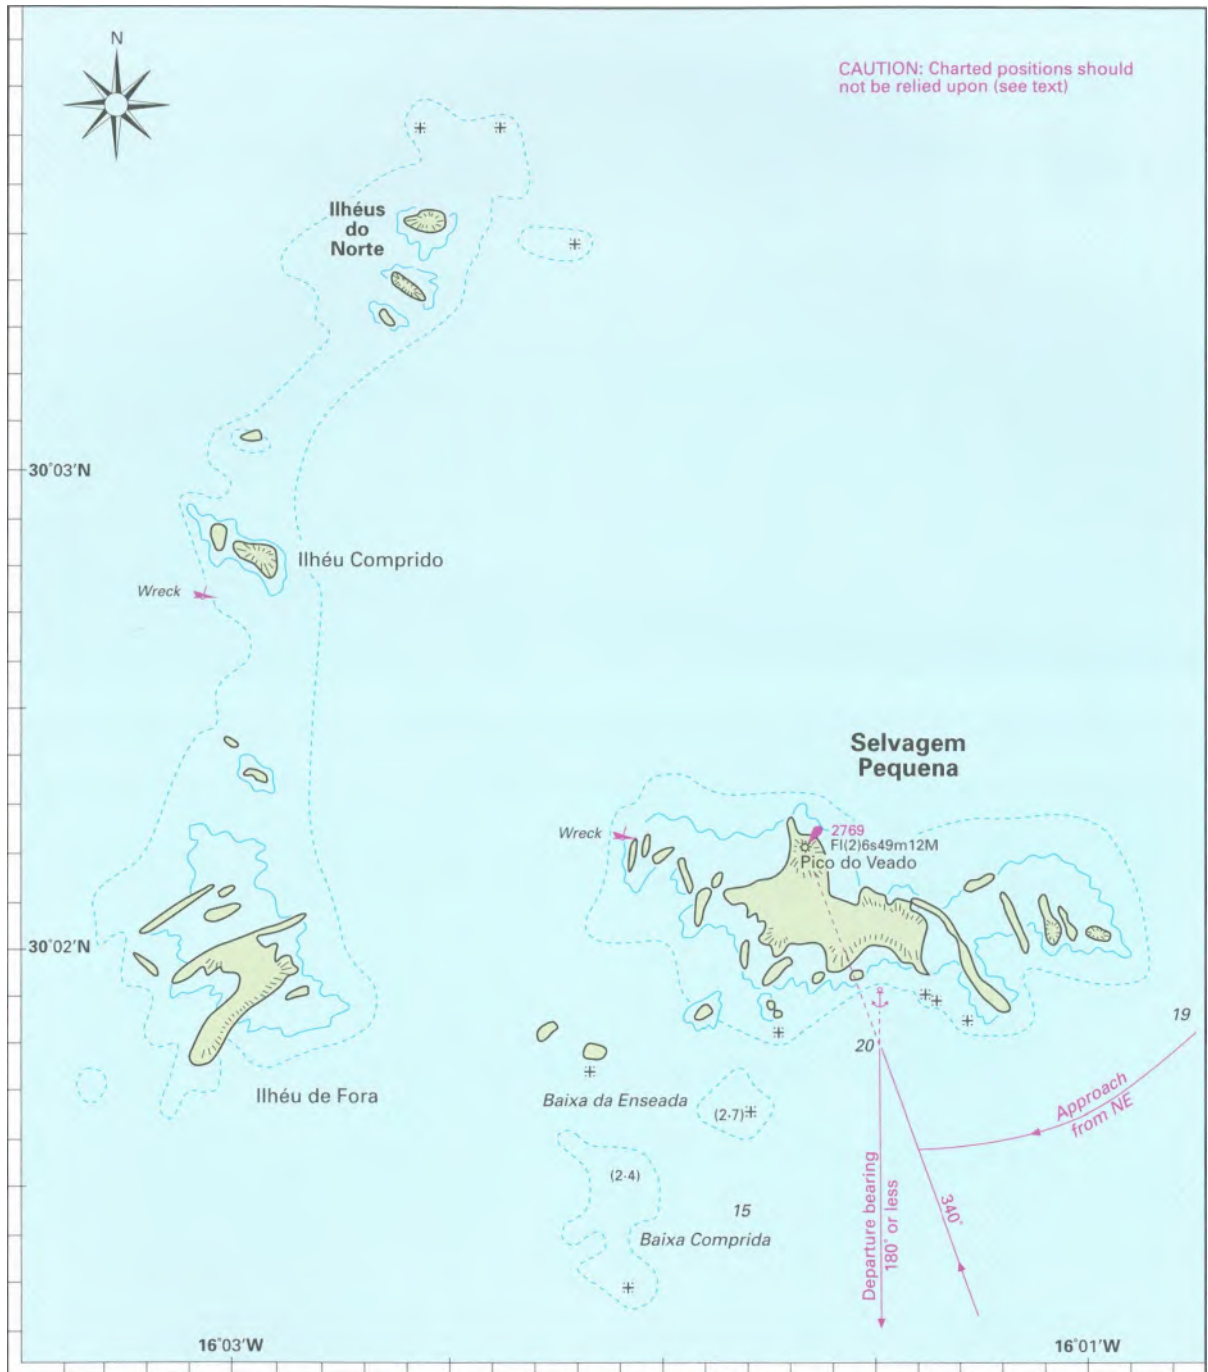 N
CAUTION: Charted positions should
not be relied upon (see text)
Ilhéus
do
Norte
30°03'N
Ilhéu Comprido
Wreck
Selvagem
Pequena
Wreck
2769
Fl(2)6s49m12M
Pico do Veado
30°02'N
19
20
Ilhéu de Fora
Baixa da Enseada
(2·7)
Approach
from NE
(2·4)
15
Baixa Comprida
Departure bearing
180° or less
340°
16°03'W
16°01'W